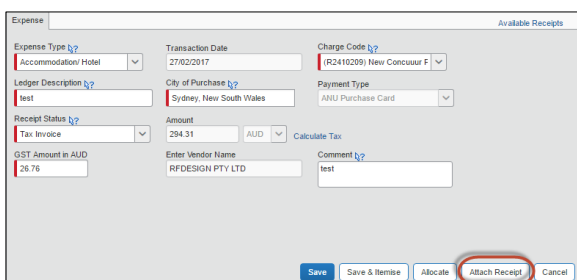 Expense
Available Receipts
Expense Type
Transaction Date
Charge Code
Accommodation/ Hotel
27/02/2017
(R2410209) New Concuuur F
Ledger Description
City of Purchase
Payment Type
test
Sydney, New South Wales
ANU Purchase Card
Receipt Status
Amount
Tax Invoice
294.31
AUD
Calculate Tax
GST Amount in AUD
Enter Vendor Name
Comment
26.76
RFDESIGN PTY LTD
test
Save
Save & Itemise
Allocate
Attach Receipt
Cancel